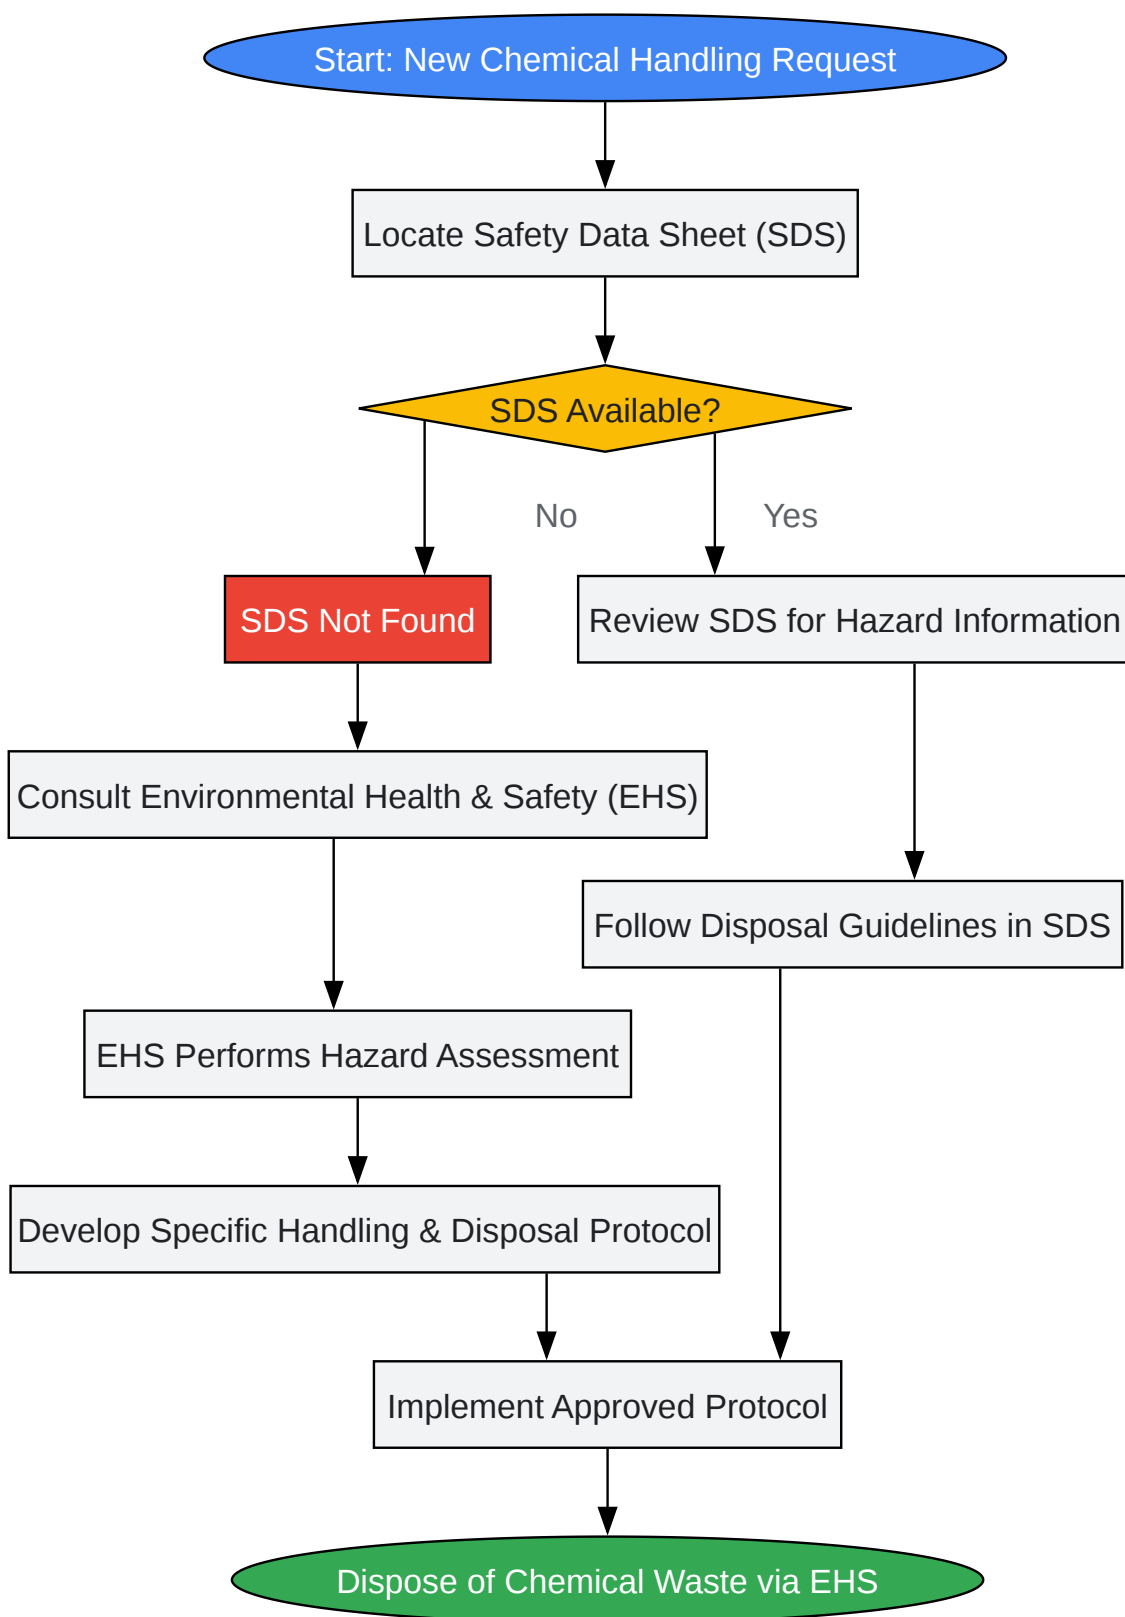 Start: New Chemical Handling Request
Locate Safety Data Sheet (SDS)
SDS Available?
No
Yes
SDS Not Found
Review SDS for Hazard Information
Consult Environmental Health & Safety (EHS)
Follow Disposal Guidelines in SDS
EHS Performs Hazard Assessment
Develop Specific Handling & Disposal Protocol
Implement Approved Protocol
Dispose of Chemical Waste via EHS